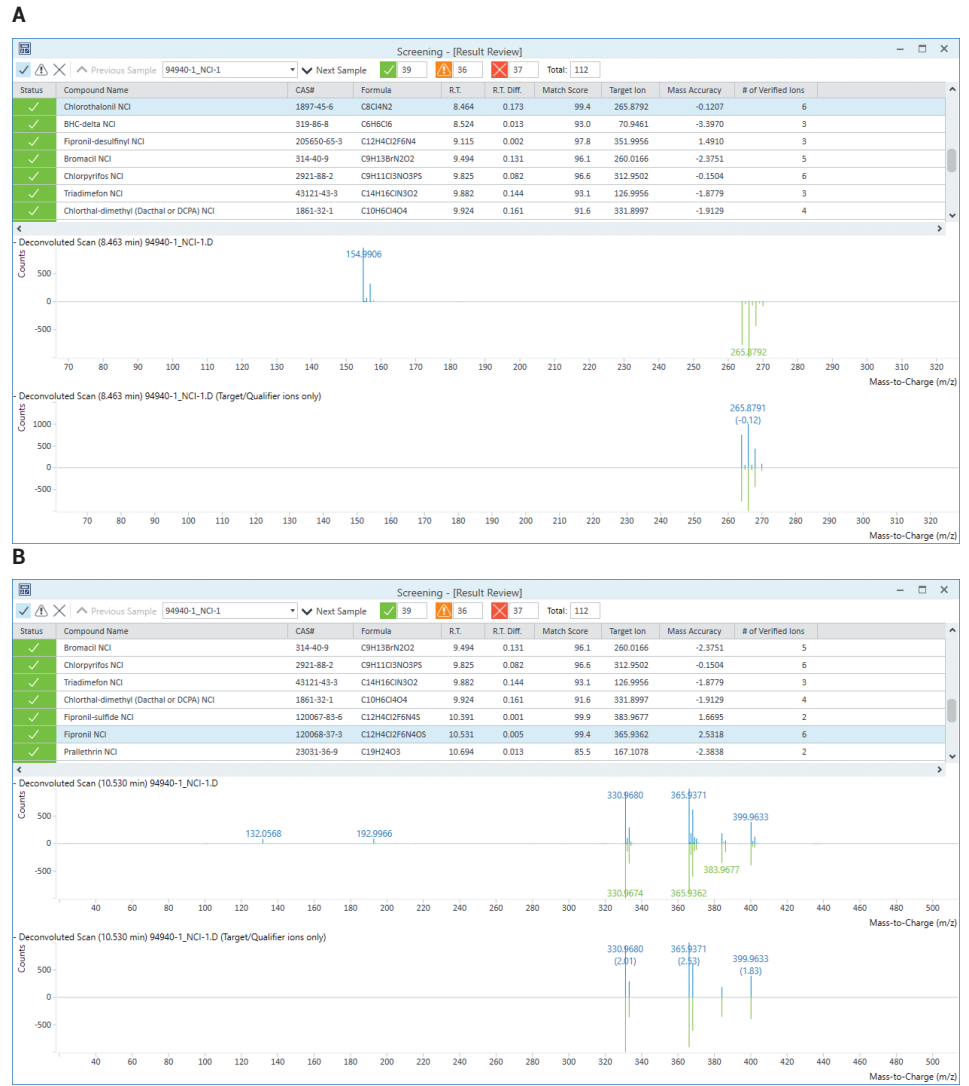 A
Screening - [Result Review]
Previous Sample 94940-1_NCI-1 Next Sample 39 36 37 Total: 112
Status Compound Name CAS# Formula R.T. R.T. Diff. Match Score Target Ion Mass Accuracy # of Verified Ions
Chlorothalonil NCI 1897-45-6 C8Cl4N2 8.464 0.173 99.4 265.8792 -0.1207 6
BHC-delta NCI 319-86-8 C6H6Cl6 8.524 0.013 93.0 70.9461 -3.3970 3
Fipronil-desulfinyl NCI 205650-65-3 C12H4Cl2F6N4 9.115 0.002 97.8 351.9956 1.4910 3
Bromacil NCI 314-40-9 C9H13BrN2O2 9.494 0.131 96.1 260.0166 -2.3751 5
Chlorpyrifos NCI 2921-88-2 C9H11Cl3NO3PS 9.825 0.082 96.6 312.9502 -0.1504 6
Triadimefon NCI 43121-43-3 C14H16ClN3O2 9.882 0.144 93.1 126.9956 -1.8779 3
Chlorthal-dimethyl (Dacthal or DCPA) NCI 1861-32-1 C10H6Cl4O4 9.924 0.161 91.6 331.8997 -1.9129 4
- Deconvoluted Scan (8.463 min) 94940-1_NCI-1.D
Counts
154.9906
500
0
-500
265.8792
70 80 90 100 110 120 130 140 150 160 170 180 190 200 210 220 230 240 250 260 270 280 290 300 310 320
Mass-to-Charge (m/z)
- Deconvoluted Scan (8.463 min) 94940-1_NCI-1.D (Target/Qualifier ions only)
Counts
265.8791
(-0.12)
1000
500
0
-500
70 80 90 100 110 120 130 140 150 160 170 180 190 200 210 220 230 240 250 260 270 280 290 300 310 320
Mass-to-Charge (m/z)
B
Screening - [Result Review]
Previous Sample 94940-1_NCI-1 Next Sample 39 36 37 Total: 112
Status Compound Name CAS# Formula R.T. R.T. Diff. Match Score Target Ion Mass Accuracy # of Verified Ions
Bromacil NCI 314-40-9 C9H13BrN2O2 9.494 0.131 96.1 260.0166 -2.3751 5
Chlorpyrifos NCI 2921-88-2 C9H11Cl3NO3PS 9.825 0.082 96.6 312.9502 -0.1504 6
Triadimefon NCI 43121-43-3 C14H16ClN3O2 9.882 0.144 93.1 126.9956 -1.8779 3
Chlorthal-dimethyl (Dacthal or DCPA) NCI 1861-32-1 C10H6Cl4O4 9.924 0.161 91.6 331.8997 -1.9129 4
Fipronil-sulfide NCI 120067-83-6 C12H4Cl2F6N4S 10.391 0.001 99.9 383.9677 1.6695 2
Fipronil NCI 120068-37-3 C12H4Cl2F6N4OS 10.531 0.005 99.4 365.9362 2.5318 6
Prallethrin NCI 23031-36-9 C19H24O3 10.694 0.013 85.5 167.1078 -2.3838 2
- Deconvoluted Scan (10.530 min) 94940-1_NCI-1.D
Counts
330.9680 365.9371
399.9633
500
132.0568 192.9966
0
383.9677
-500
330.9674 365.9362
40 60 80 100 120 140 160 180 200 220 240 260 280 300 320 340 360 380 400 420 440 460 480 500
Mass-to-Charge (m/z)
- Deconvoluted Scan (10.530 min) 94940-1_NCI-1.D (Target/Qualifier ions only)
Counts
330.9680 365.9371 399.9633
(2.01) (2.53) (1.83)
500
0
-500
40 60 80 100 120 140 160 180 200 220 240 260 280 300 320 340 360 380 400 420 440 460 480 500
Mass-to-Charge (m/z)